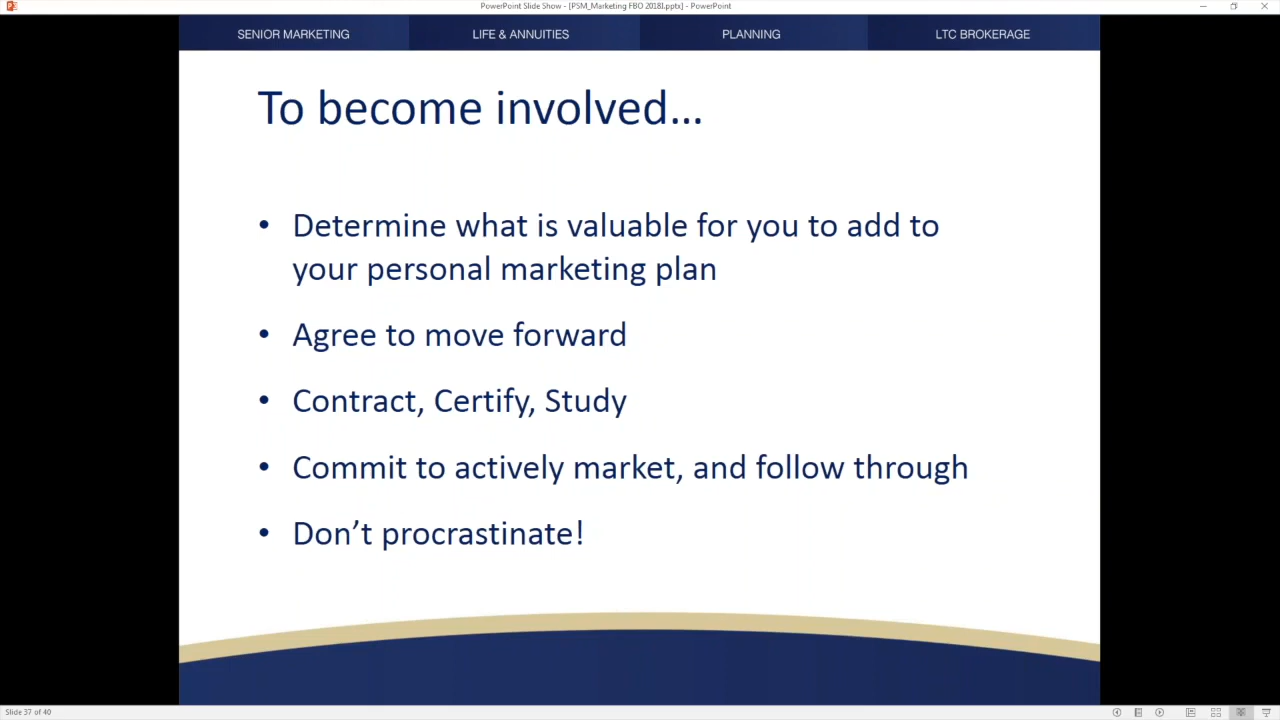 PowerPoint Slide Show - [PSM_Marketing FBO 2018J.pptx] - PowerPoint
SENIOR MARKETING LIFE & ANNUITIES PLANNING LTC BROKERAGE
To become involved...
• Determine what is valuable for you to add to
your personal marketing plan
• Agree to move forward
• Contract, Certify, Study
• Commit to actively market, and follow through
• Don’t procrastinate!
Slide 37 of 40